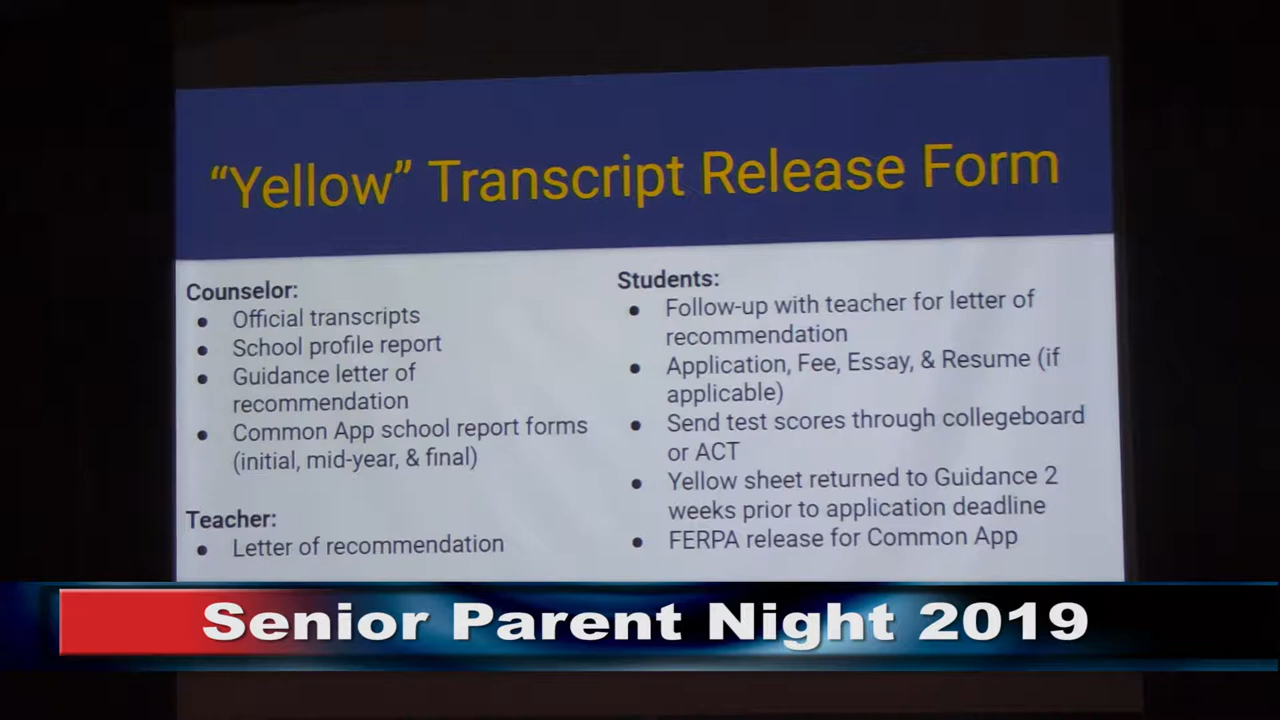 “Yellow” Transcript Release Form
Counselor:
● Official transcripts
● School profile report
● Guidance letter of
recommendation
● Common App school report forms
(initial, mid-year, & final)
Teacher:
● Letter of recommendation
Students:
● Follow-up with teacher for letter of
recommendation
● Application, Fee, Essay, & Resume (if
applicable)
● Send test scores through collegeboard
or ACT
● Yellow sheet returned to Guidance 2
weeks prior to application deadline
● FERPA release for Common App
Senior Parent Night 2019